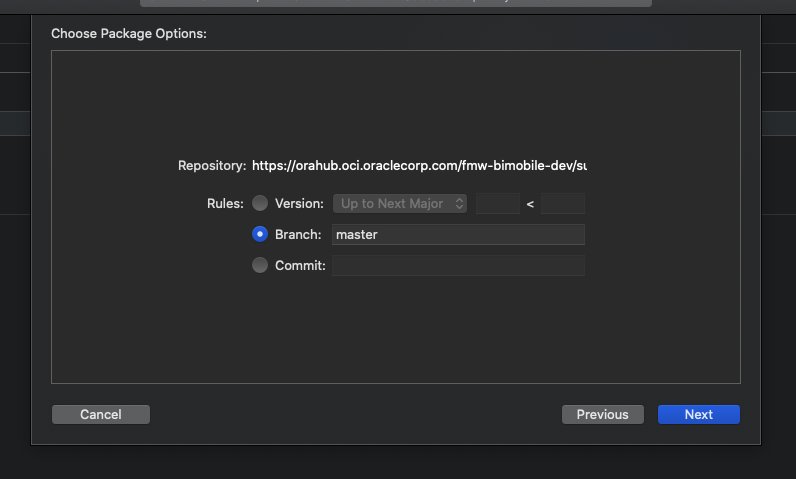 Choose Package Options:
Repository: https://orahub.oci.oraclecorp.com/fmw-bimobile-dev/su
Rules: Version: Up to Next Major <
Branch: master
Commit:
Cancel Previous Next